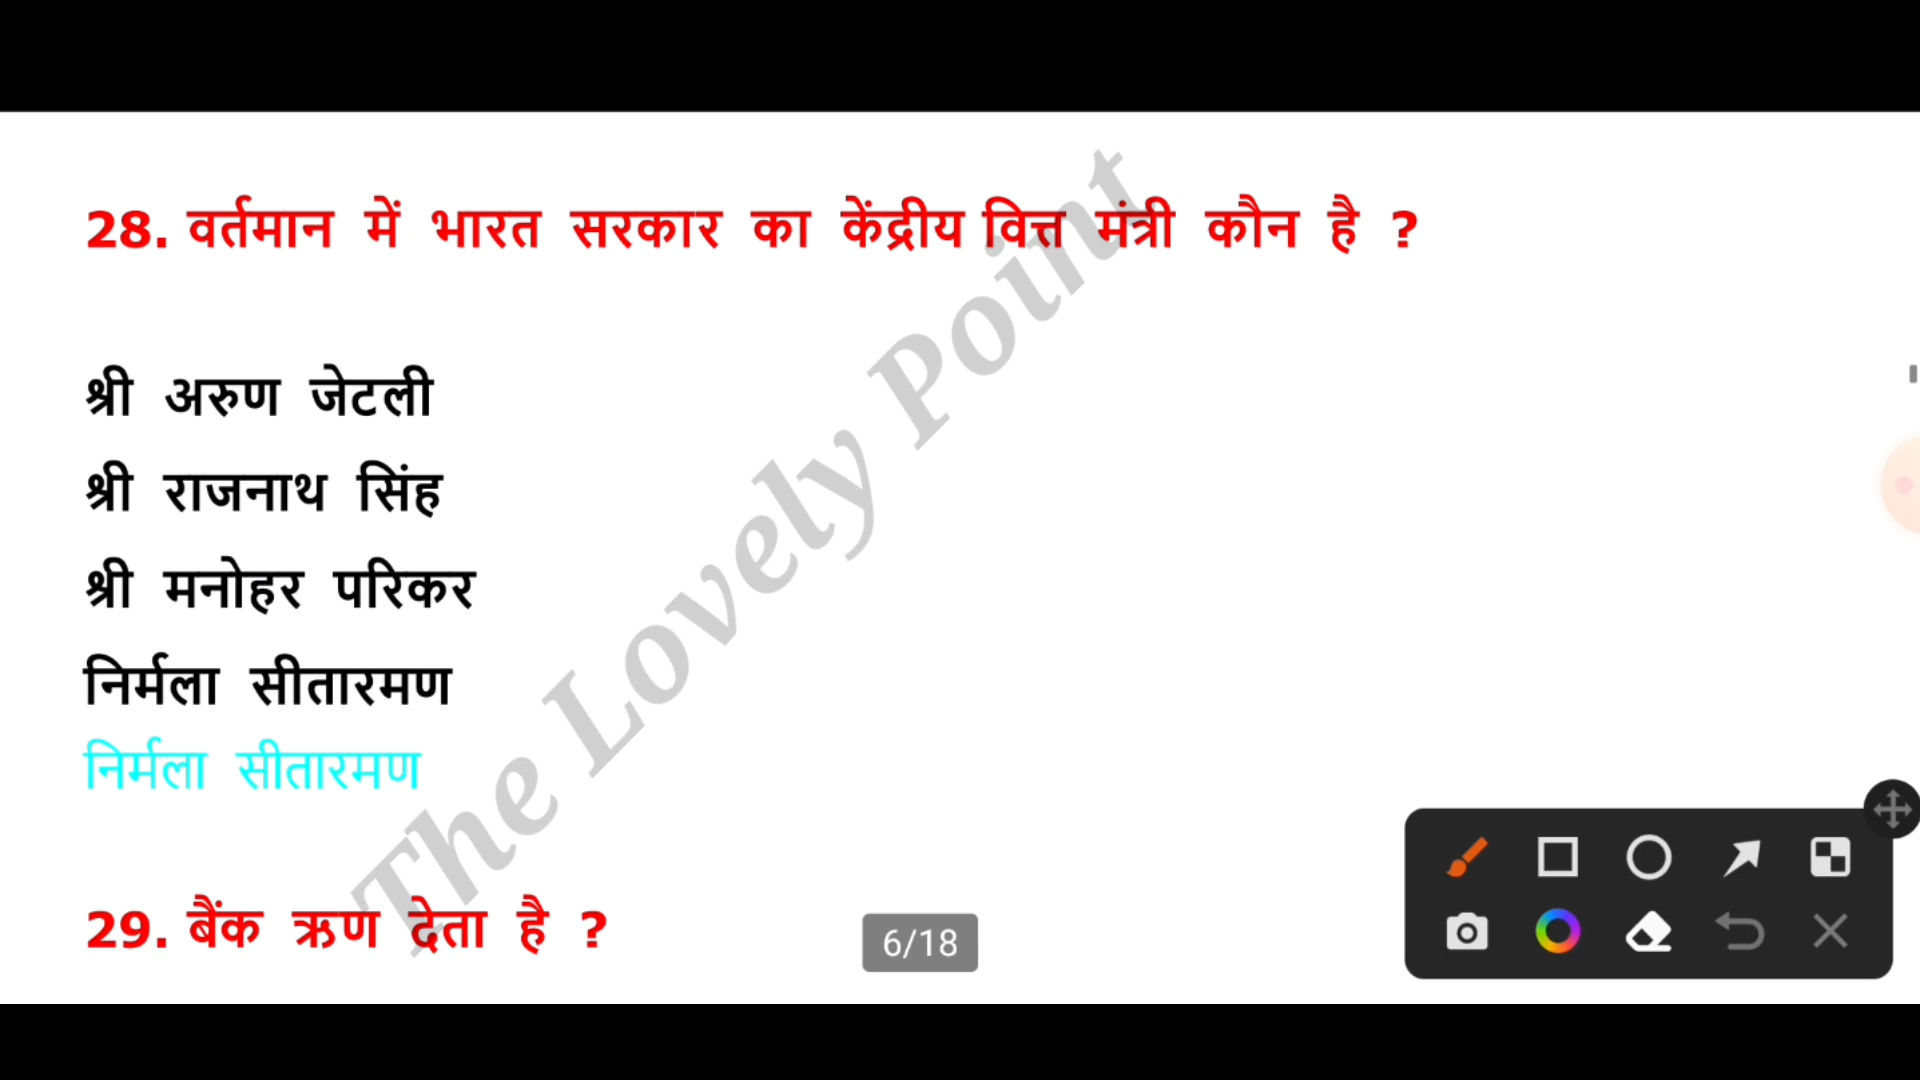 28. वर्तमान में भारत सरकार का केंद्रीय वित्त मंत्री कौन है ?
श्री अरुण जेटली
श्री राजनाथ सिंह
श्री मनोहर परिकर
निर्मला सीतारमण
निर्मला सीतारमण
29. बैंक ऋण देता है ?
6/18
The Lovely Point